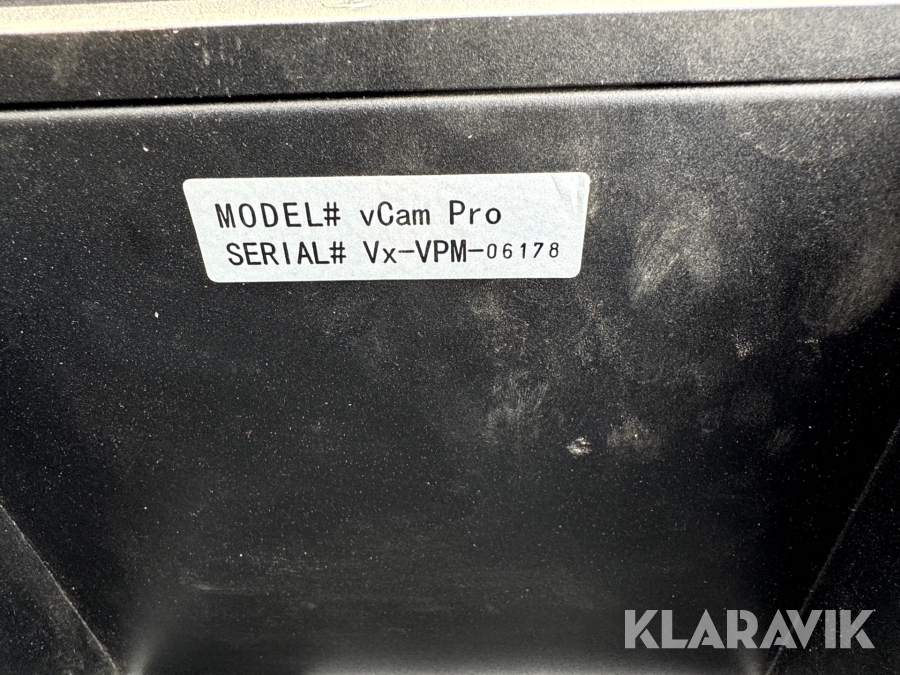 MODEL# vCam Pro
SERIAL# Vx-VPM-06178
KLARAVIK